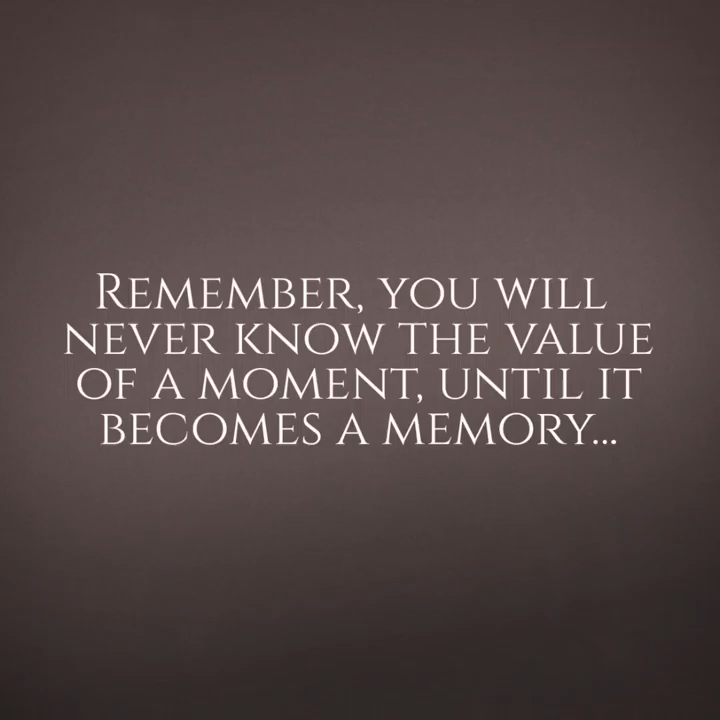 Remember, you will
never know the value
of a moment, until it
becomes a memory...